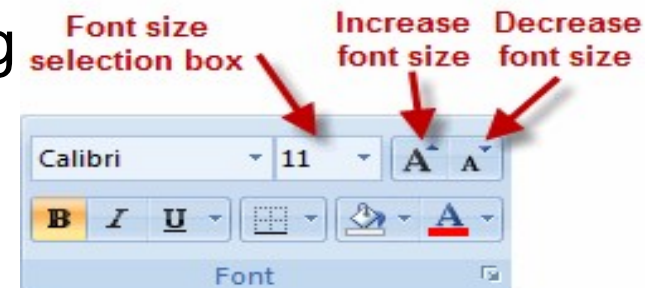 g
Font size
selection box
Increase
font size
Decrease
font size
Calibri 11 A A
B I U A
Font